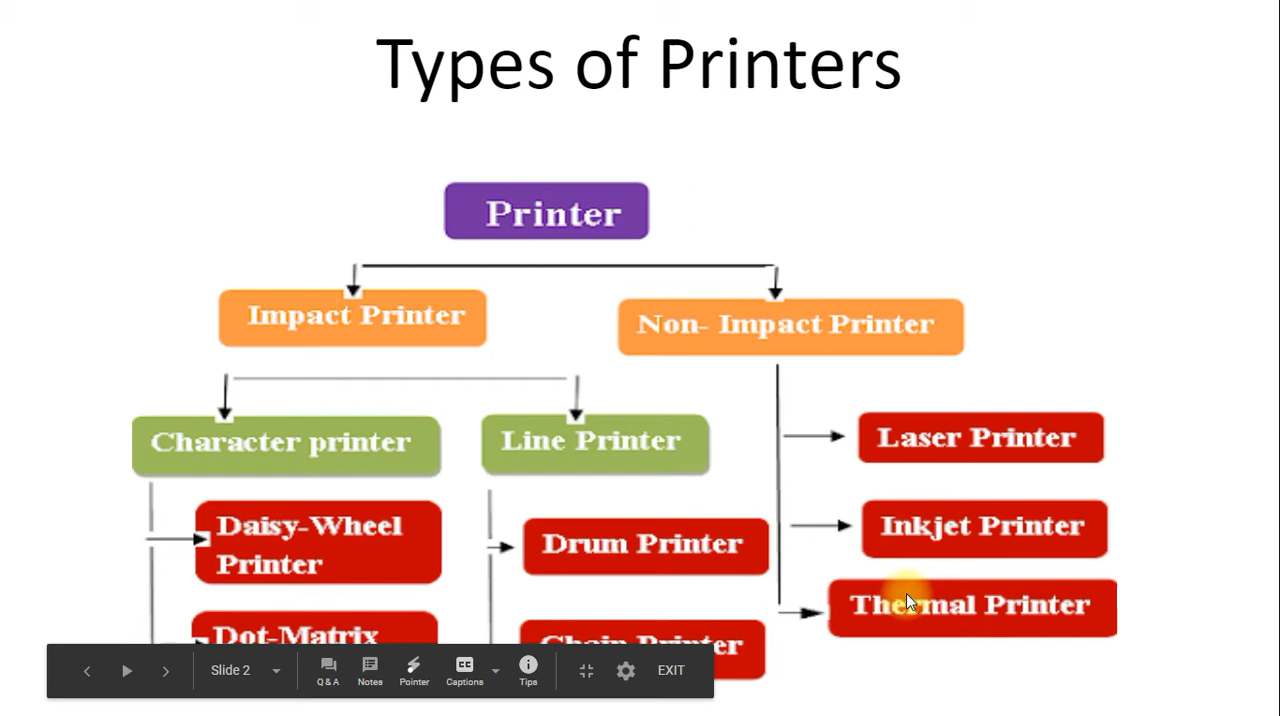 Types of Printers
Printer
Impact Printer
Non- Impact Printer
Character printer
Line Printer
Laser Printer
Daisy-Wheel
Printer
Drum Printer
Inkjet Printer
Thermal Printer
Dot-Matrix
Chain Printer
Slide 2
Q & A
Notes
Pointer
CC
Captions
Tips
EXIT